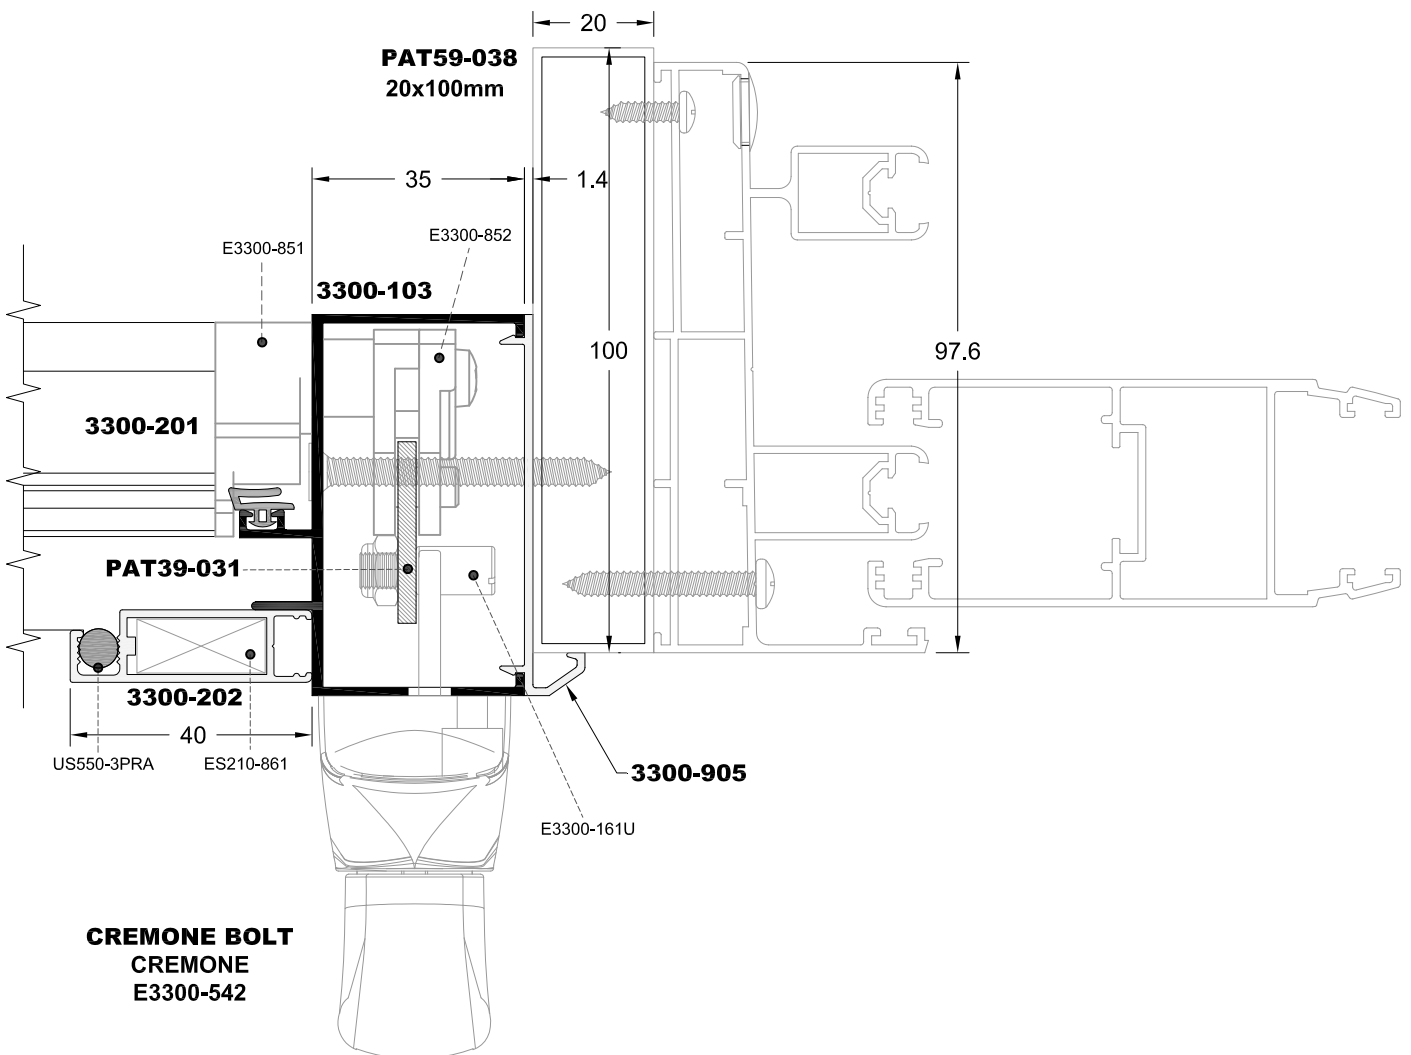 20
PAT59-038
20x100mm
35
1.4
E3300-851
E3300-852
3300-103
100
97.6
3300-201
PAT39-031
3300-202
40
US550-3PRA
ES210-861
3300-905
E3300-161U
CREMONE BOLT
CREMONE
E3300-542